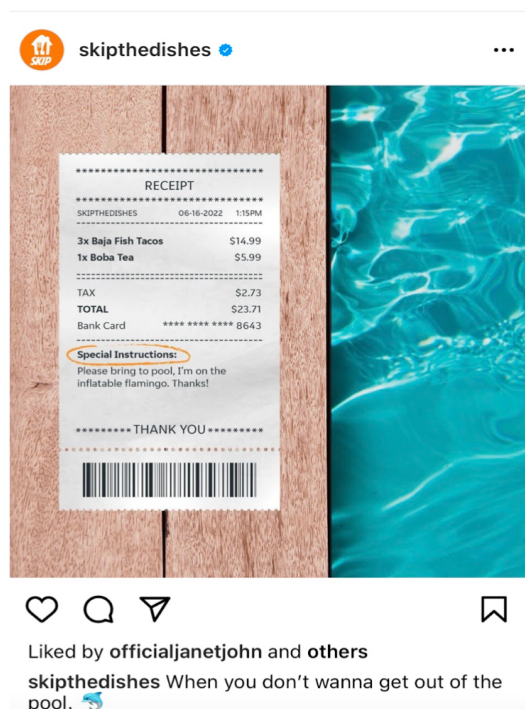 SKIP
skipthedishes
****************************
RECEIPT
****************************
SKIPTHEDISHES 06-16-2022 1:15PM
3x Baja Fish Tacos $14.99
1x Boba Tea $5.99
TAX $2.73
TOTAL $23.71
Bank Card **** **** **** 8643
Special Instructions:
Please bring to pool, I'm on the
inflatable flamingo. Thanks!
********* THANK YOU *********
Liked by officialjanetjohn and others
skipthedishes When you don't wanna get out of the
pool. 🐬